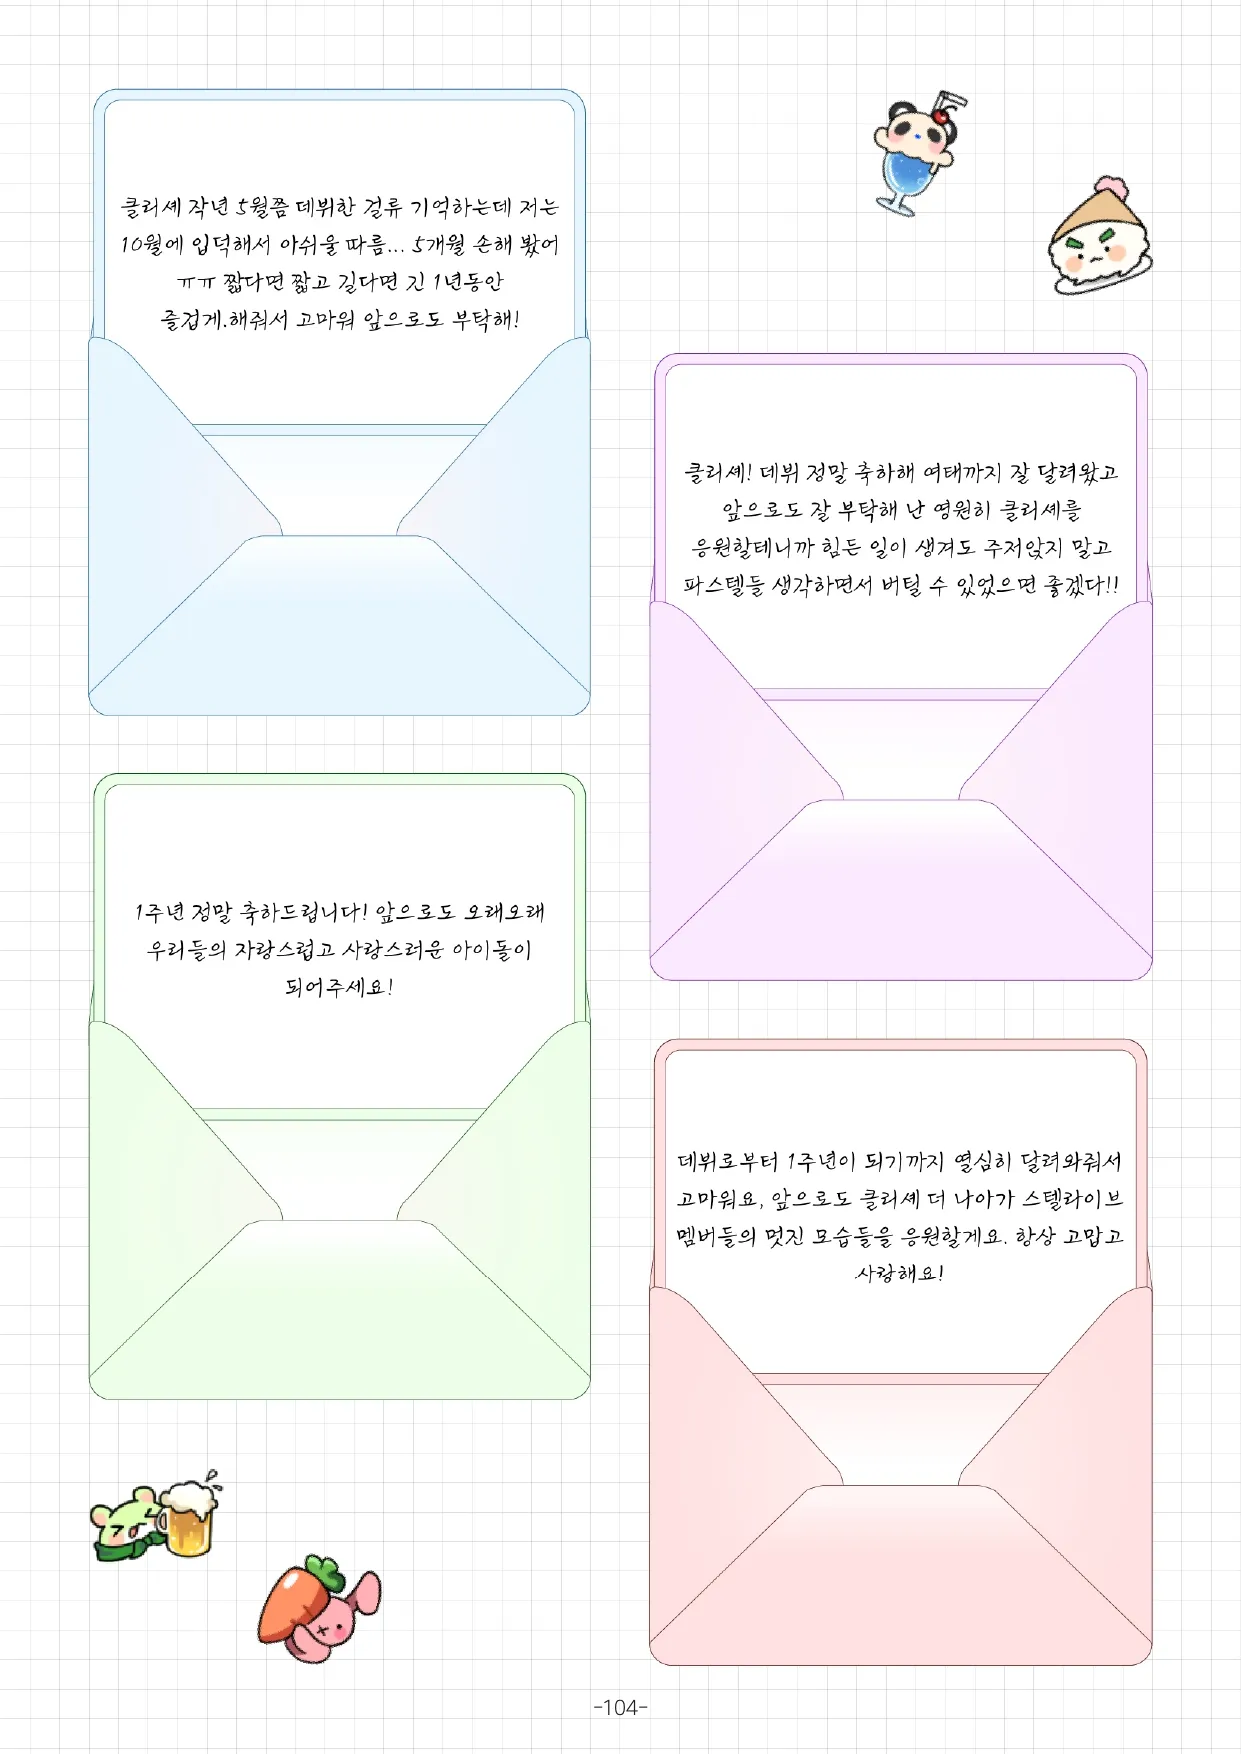 클리셰 작년 5월쯤 데뷔한 걸류 기억하는데 저는
10월에 입덕해서 아쉬울 따름... 5개월 손해 봤어
ㅠㅠ 짧다면 짧고 길다면 긴 1년동안
즐겁게.해줘서 고마워 앞으로도 부탁해!
클리셰! 데뷔 정말 축하해 여태까지 잘 달려왔고
앞으로도 잘 부탁해 난 영원히 클리셰를
응원할테니까 힘든 일이 생겨도 주저앉지 말고
파스텔들 생각하면서 버틸 수 있었으면 좋겠다!!
1주년 정말 축하드립니다! 앞으로도 오래오래
우리들의 자랑스럽고 사랑스러운 아이돌이
되어주세요!
데뷔로부터 1주년이 되기까지 열심히 달려와줘서
고마워요, 앞으로도 클리셰 더 나아가 스텔라이브
멤버들의 멋진 모습들을 응원할게요. 항상 고맙고
사랑해요!
-104-